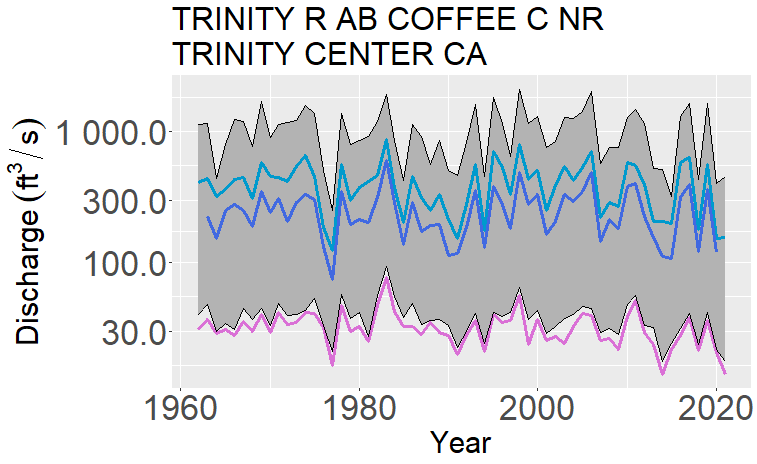 TRINITY R AB COFFEE C NR
TRINITY CENTER CA
Discharge (ft³/s)
1 000.0
300.0
100.0
30.0
1960
1980
2000
2020
Year